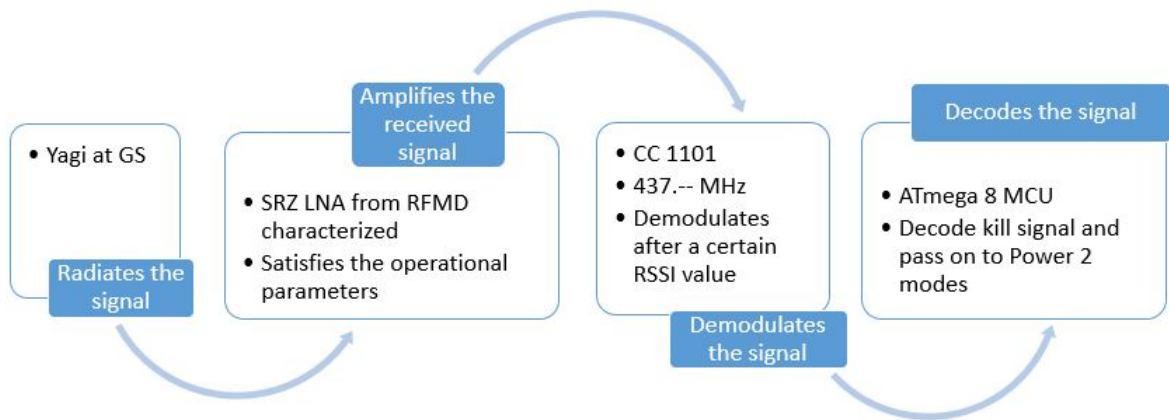 • Yagi at GS
Radiates the
signal
Amplifies the
received
signal
• SRZ LNA from RFMD
characterized
• Satisfies the operational
parameters
• CC 1101
• 437.-- MHz
• Demodulates
after a certain
RSSI value
Demodulates
the signal
Decodes the signal
• ATmega 8 MCU
• Decode kill signal and
pass on to Power 2
modes